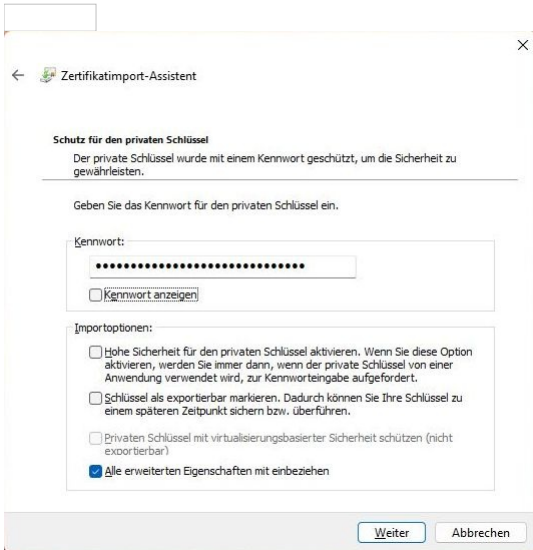 Zertifikatimport-Assistent
Schutz für den privaten Schlüssel
Der private Schlüssel wurde mit einem Kennwort geschützt, um die Sicherheit zu
gewährleisten.
Geben Sie das Kennwort für den privaten Schlüssel ein.
Kennwort:
••••••••••••••••••••••••••••••
Kennwort anzeigen
Importoptionen:
Hohe Sicherheit für den privaten Schlüssel aktivieren. Wenn Sie diese Option
aktivieren, werden Sie immer dann, wenn der private Schlüssel von einer
Anwendung verwendet wird, zur Kennworteingabe aufgefordert.
Schlüssel als exportierbar markieren. Dadurch können Sie Ihre Schlüssel zu
einem späteren Zeitpunkt sichern bzw. überführen.
Privaten Schlüssel mit virtualisierungsbasierter Sicherheit schützen (nicht
exportierbar)
Alle erweiterten Eigenschaften mit einbeziehen
Weiter
Abbrechen